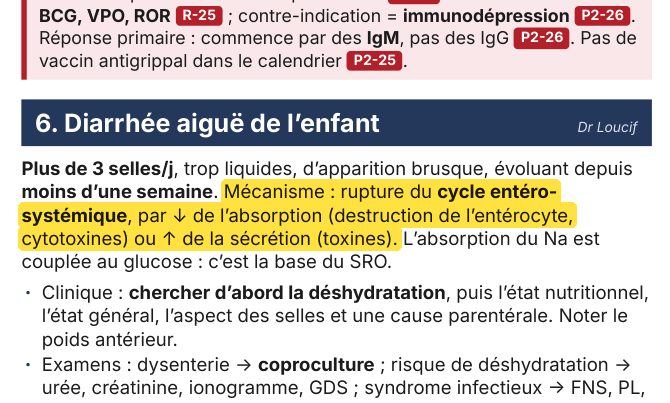 BCG, VPO, ROR R-25 ; contre-indication = immunodépression P2-26.
Réponse primaire : commence par des IgM, pas des IgG P2-26. Pas de
vaccin antigrippal dans le calendrier P2-25.
6. Diarrhée aiguë de l’enfant
Dr Loucif
Plus de 3 selles/j, trop liquides, d’apparition brusque, évoluant depuis
moins d’une semaine. Mécanisme : rupture du cycle entéro-
systémique, par ↓ de l’absorption (destruction de l’entérocyte,
cytotoxines) ou ↑ de la sécrétion (toxines). L’absorption du Na est
couplée au glucose : c’est la base du SRO.
• Clinique : chercher d’abord la déshydratation, puis l’état nutritionnel,
l’état général, l’aspect des selles et une cause parentérale. Noter le
poids antérieur.
• Examens : dysenterie → coproculture ; risque de déshydratation →
urée, créatinine, ionogramme, GDS ; syndrome infectieux → FNS, PL,